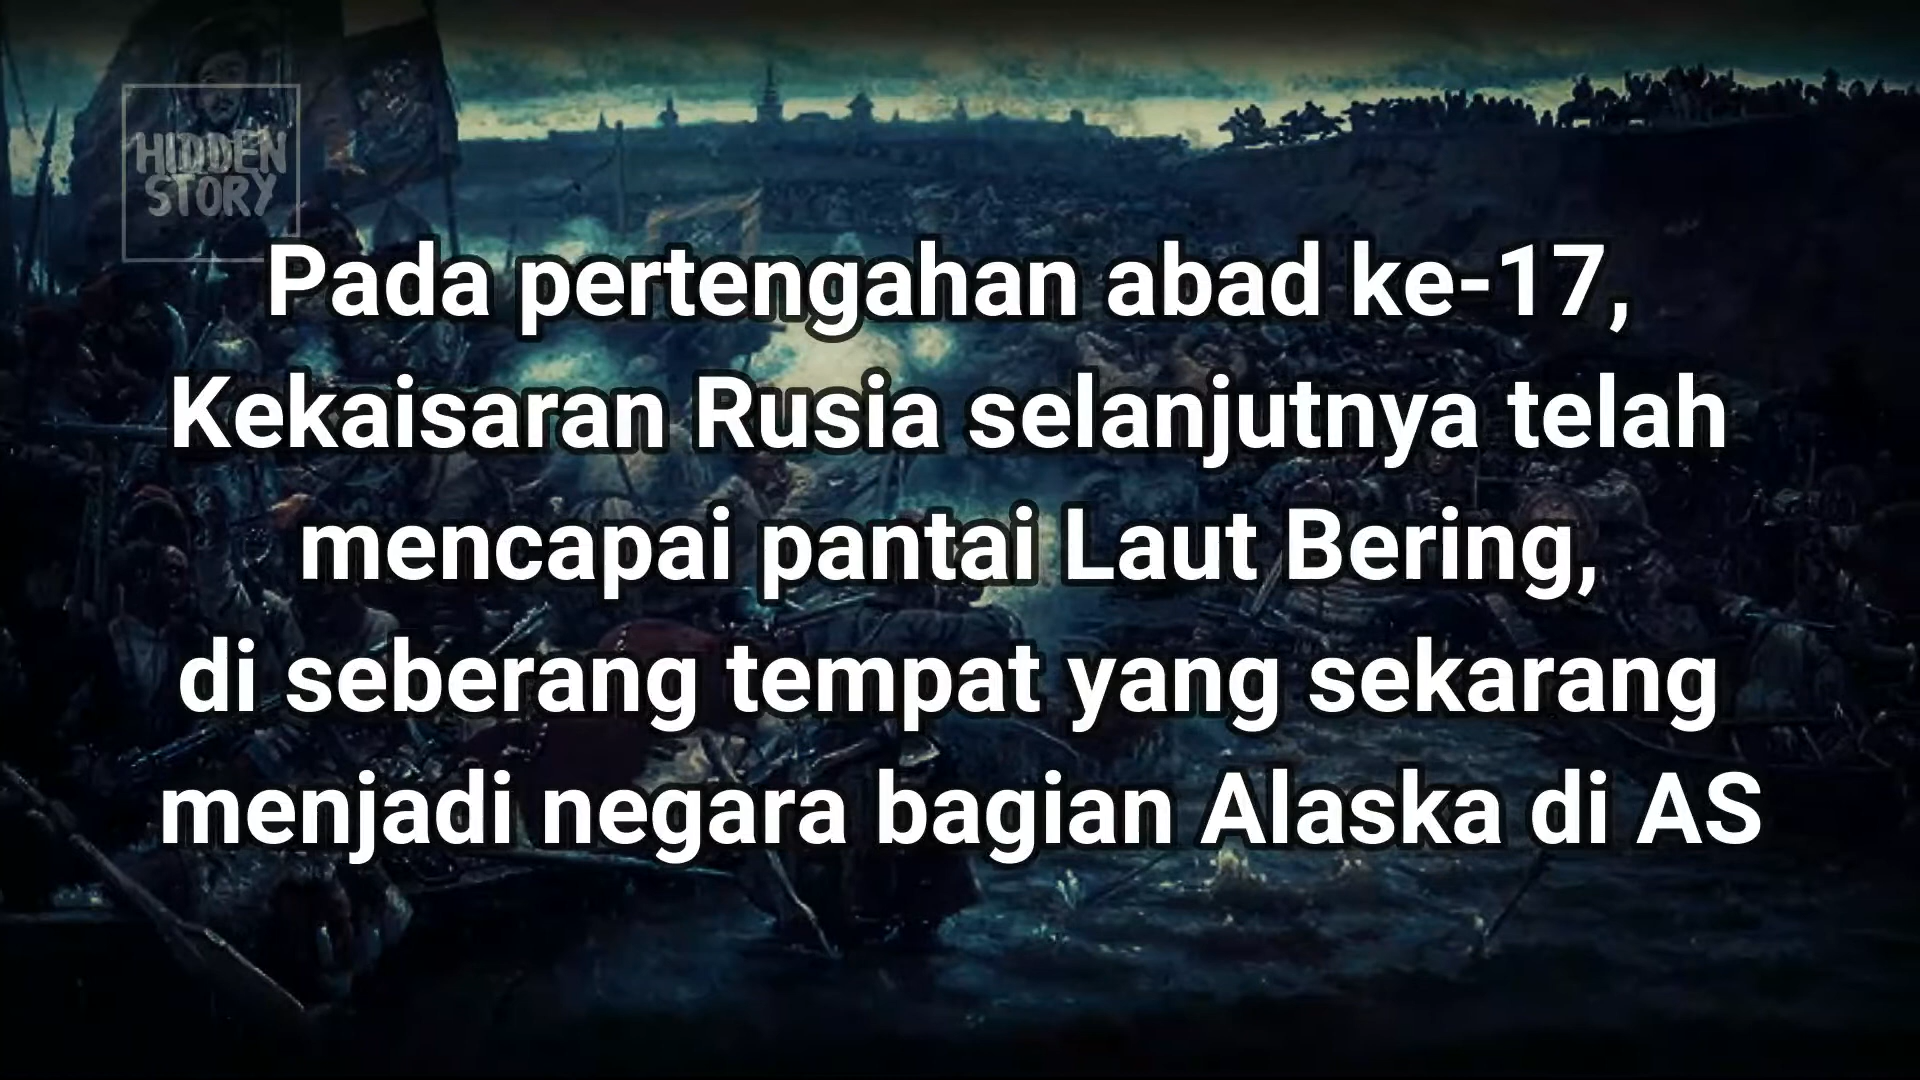 HIDDEN
STORY
Pada pertengahan abad ke-17,
Kekaisaran Rusia selanjutnya telah
mencapai pantai Laut Bering,
di seberang tempat yang sekarang
menjadi negara bagian Alaska di AS